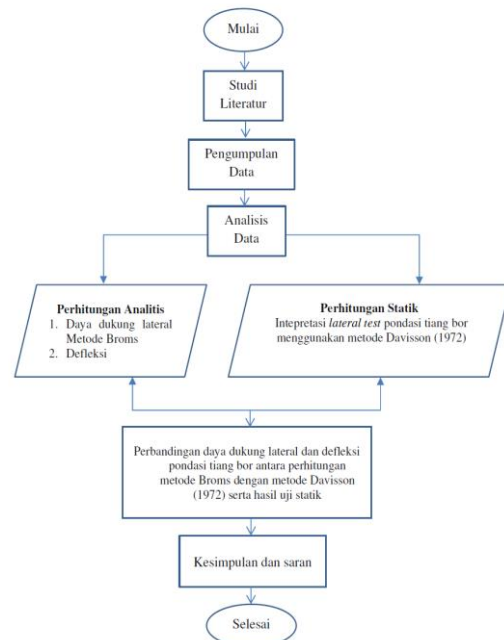 Mulai
Studi
Literatur
Pengumpulan
Data
Analisis
Data
Perhitungan Analitis
1. Daya dukung lateral
Metode Broms
2. Defleksi
Perhitungan Statik
Intepretasi lateral test pondasi tiang bor
menggunakan metode Davisson (1972)
Perbandingan daya dukung lateral dan defleksi
pondasi tiang bor antara perhitungan
metode Broms dengan metode Davisson
(1972) serta hasil uji statik
Kesimpulan dan saran
Selesai